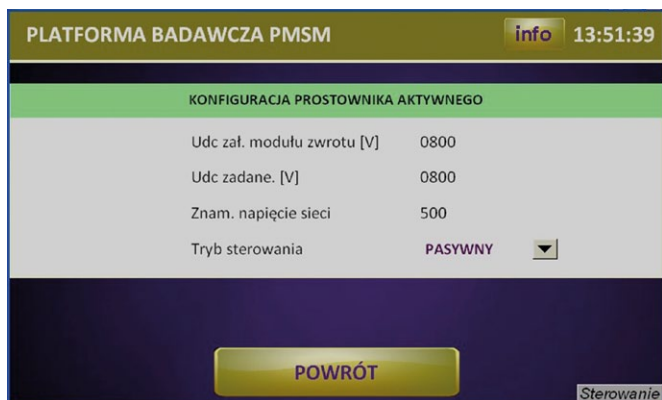 PLATFORMA BADAWCZA PMSM info 13:51:39
KONFIGURACJA PROSTOWNIKA AKTYWNEGO
Udc zał. modułu zwrotu [V] 0800
Udc zadane. [V] 0800
Znam. napięcie sieci 500
Tryb sterowania PASYWNY
POWRÓT
Sterowanie